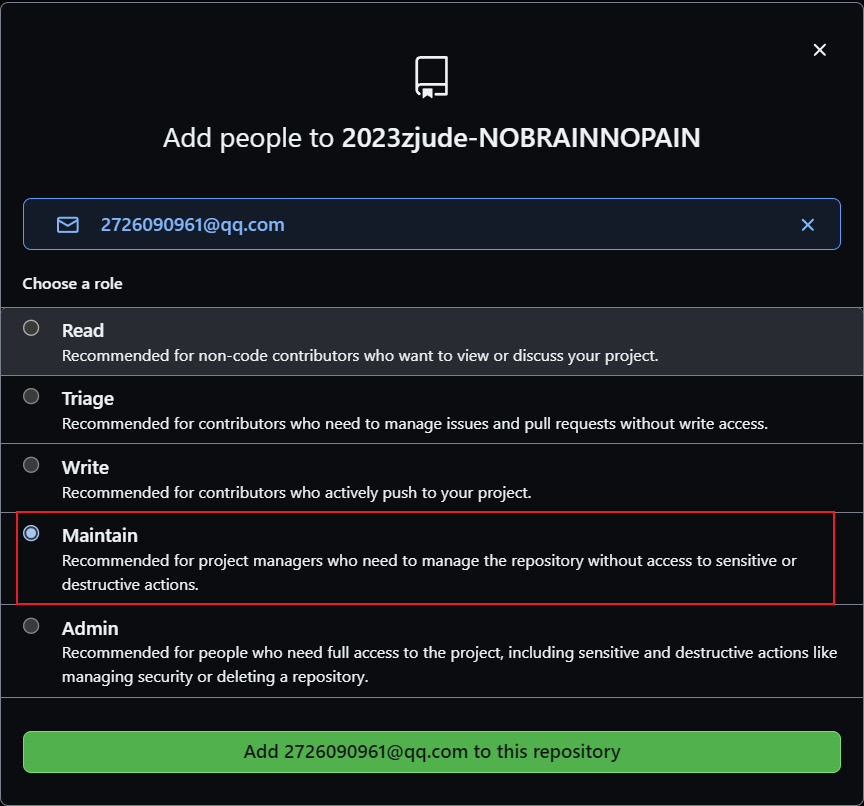 Add people to 2023zjude-NOBRAINNOPAIN
2726090961@qq.com
Choose a role
Read
Recommended for non-code contributors who want to view or discuss your project.
Triage
Recommended for contributors who need to manage issues and pull requests without write access.
Write
Recommended for contributors who actively push to your project.
Maintain
Recommended for project managers who need to manage the repository without access to sensitive or
destructive actions.
Admin
Recommended for people who need full access to the project, including sensitive and destructive actions like
managing security or deleting a repository.
Add 2726090961@qq.com to this repository